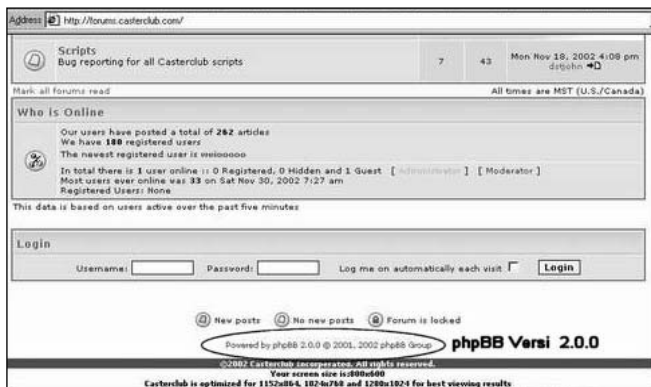 Address http://forums.casterclub.com/
Scripts
Bug reporting for all Casterclub scripts
7 43
Mon Nov 18, 2002 4:08 pm
dstjohn
Mark all forums read All times are MST (U.S./Canada)
Who is Online
Our users have posted a total of 262 articles
We have 180 registered users
The newest registered user is
In total there is 1 user online :: 0 Registered, 0 Hidden and 1 Guest [ Administrator ] [ Moderator ]
Most users ever online was 33 on Sat Nov 30, 2002 7:27 am
Registered Users: None
This data is based on users active over the past five minutes
Login
Username: Password: Log me on automatically each visit Login
New posts No new posts Forum is locked
Powered by phpBB 2.0.0 © 2001, 2002 phpBB Group phpBB Versi 2.0.0
©2002 Casterclub incorporated. All rights reserved.
Your screen size is:800x600
Casterclub is optimized for 1152x864, 1024x768 and 1280x1024 for best viewing results